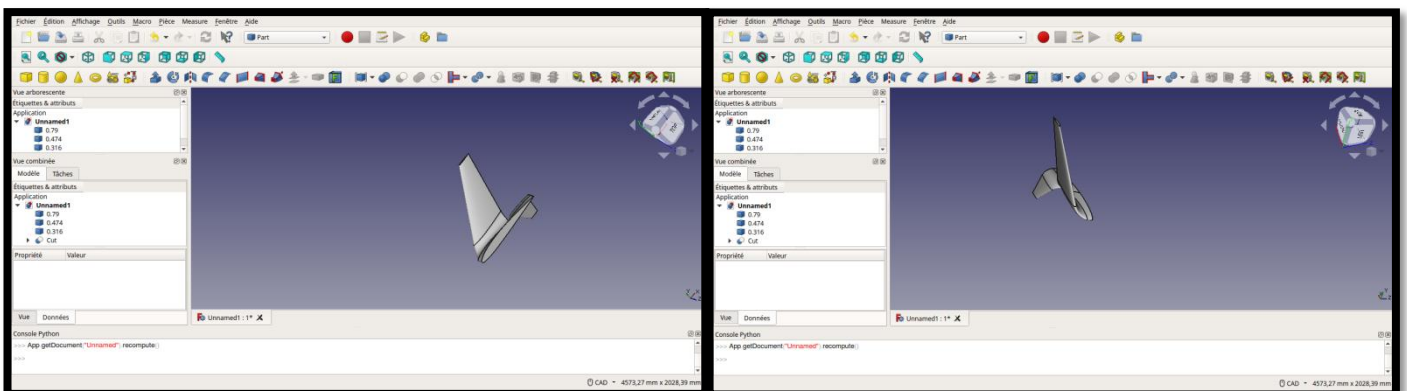 Fichier Édition Affichage Outils Macro Pièce Measure Fenêtre Aide
Part
Vue arborescente
Étiquettes & attributs
Application
Unnamed1
0.79
0.474
0.316
Vue combinée
Modèle Tâches
Étiquettes & attributs
Application
Unnamed1
0.79
0.474
0.316
Cut
Propriété Valeur
Vue Données
Unnamed1 : 1*
Console Python
>>> App.getDocument("Unnamed").recompute()
>>>
CAD 4573,27 mm x 2028,39 mm
Fichier Édition Affichage Outils Macro Pièce Measure Fenêtre Aide
Part
Vue arborescente
Étiquettes & attributs
Application
Unnamed1
0.79
0.474
0.316
Vue combinée
Modèle Tâches
Étiquettes & attributs
Application
Unnamed1
0.79
0.474
0.316
Cut
Propriété Valeur
Vue Données
Unnamed1 : 1*
Console Python
>>> App.getDocument("Unnamed").recompute()
>>>
CAD 4573,27 mm x 2028,39 mm